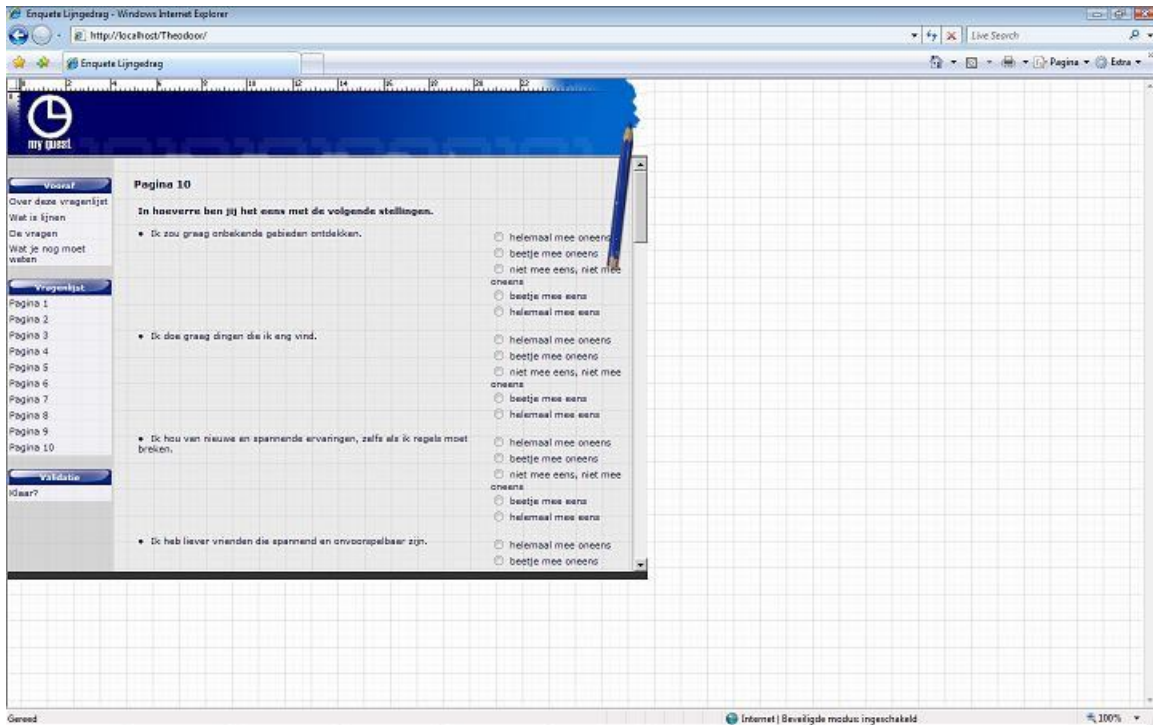 Enquete Lijngedrag - Windows Internet Explorer
http://localhost/Theodoor/
Live Search
Enquete Lijngedrag
Pagina
Extra
my quest
Vooraf
Over deze vragenlijst
Wat is lijnen
De vragen
Wat je nog moet
weten
Vragenlijst
Pagina 1
Pagina 2
Pagina 3
Pagina 4
Pagina 5
Pagina 6
Pagina 7
Pagina 8
Pagina 9
Pagina 10
Validatie
Klaar?
Pagina 10
In hoeverre ben jij het eens met de volgende stellingen.
• Ik zou graag onbekende gebieden ontdekken.
helemaal mee oneens
beetje mee oneens
niet mee eens, niet mee
oneens
beetje mee eens
helemaal mee eens
• Ik doe graag dingen die ik eng vind.
helemaal mee oneens
beetje mee oneens
niet mee eens, niet mee
oneens
beetje mee eens
helemaal mee eens
• Ik hou van nieuwe en spannende ervaringen, zelfs als ik regels moet
breken.
helemaal mee oneens
beetje mee oneens
niet mee eens, niet mee
oneens
beetje mee eens
helemaal mee eens
• Ik heb liever vrienden die spannend en onvoorspelbaar zijn.
helemaal mee oneens
beetje mee oneens
Gereed
Internet | Beveiligde modus: ingeschakeld
100%